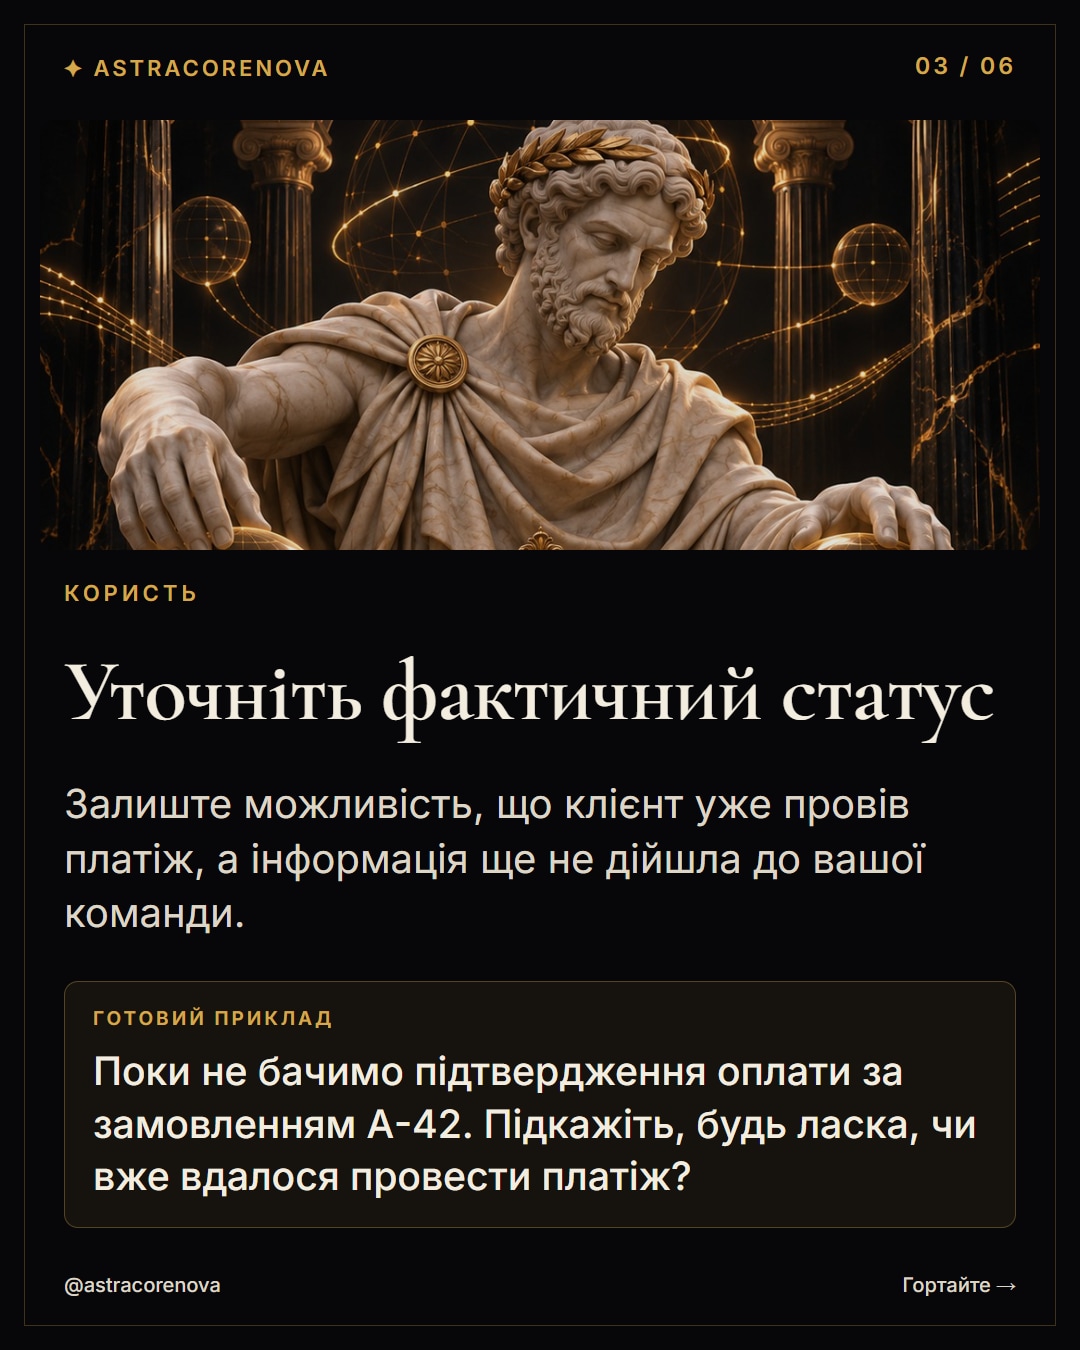 ✦ ASTRACORENOVA
03 / 06
КОРИСТЬ
Уточніть фактичний статус
Залиште можливість, що клієнт уже провів
платіж, а інформація ще не дійшла до вашої
команди.
ГОТОВИЙ ПРИКЛАД
Поки не бачимо підтвердження оплати за
замовленням А-42. Підкажіть, будь ласка, чи
вже вдалося провести платіж?
@astracorenova
Гортайте →